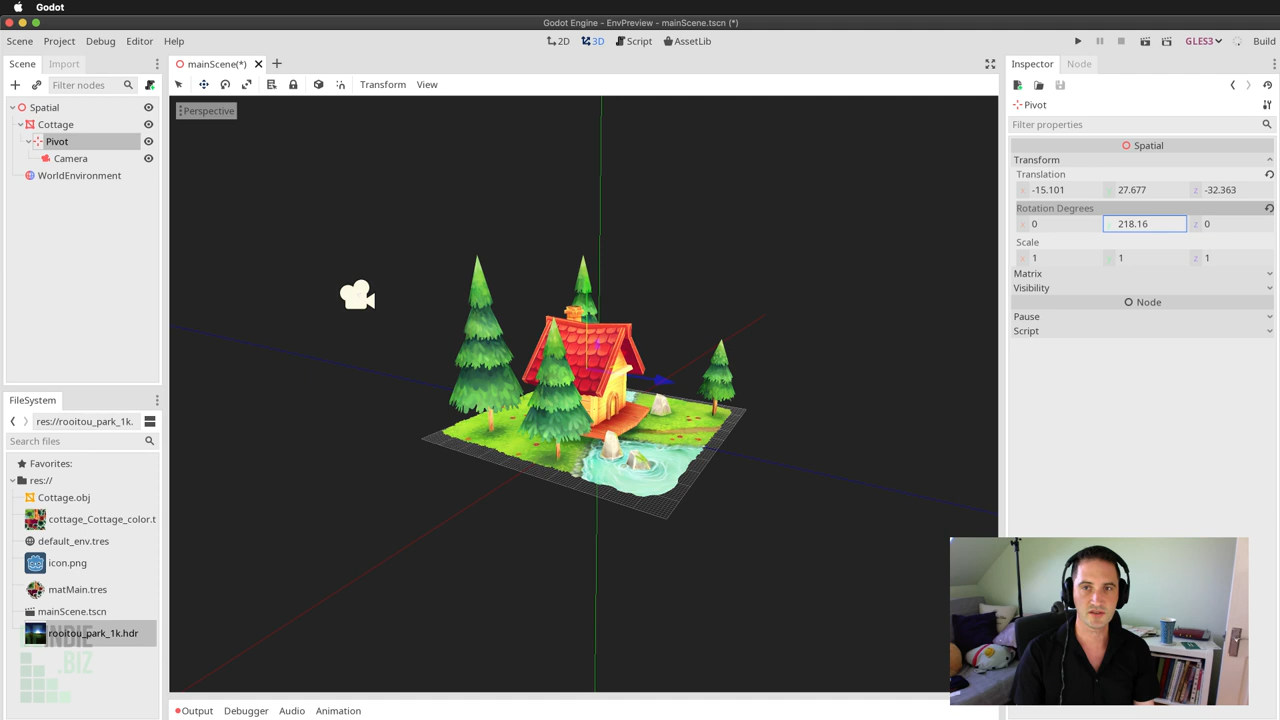 Godot
Godot Engine - EnvPreview - mainScene.tscn (*)
Scene Project Debug Editor Help
2D 3D Script AssetLib
GLES3 Build
Scene Import
mainScene(*)
Inspector Node
Filter nodes
Transform View
Perspective
Spatial
Cottage
Pivot
Camera
WorldEnvironment
Pivot
Filter properties
Spatial
Transform
Translation
x -15.101 y 27.677 z -32.363
Rotation Degrees
x 0 y 218.16 z 0
Scale
x 1 y 1 z 1
Matrix
Visibility
Node
Pause
Script
FileSystem
res://rooitou_park_1k.
Search files
Favorites:
res://
Cottage.obj
cottage_Cottage_color.t
default_env.tres
icon.png
matMain.tres
mainScene.tscn
rooitou_park_1k.hdr
INDIE
.BIZ
Output Debugger Audio Animation